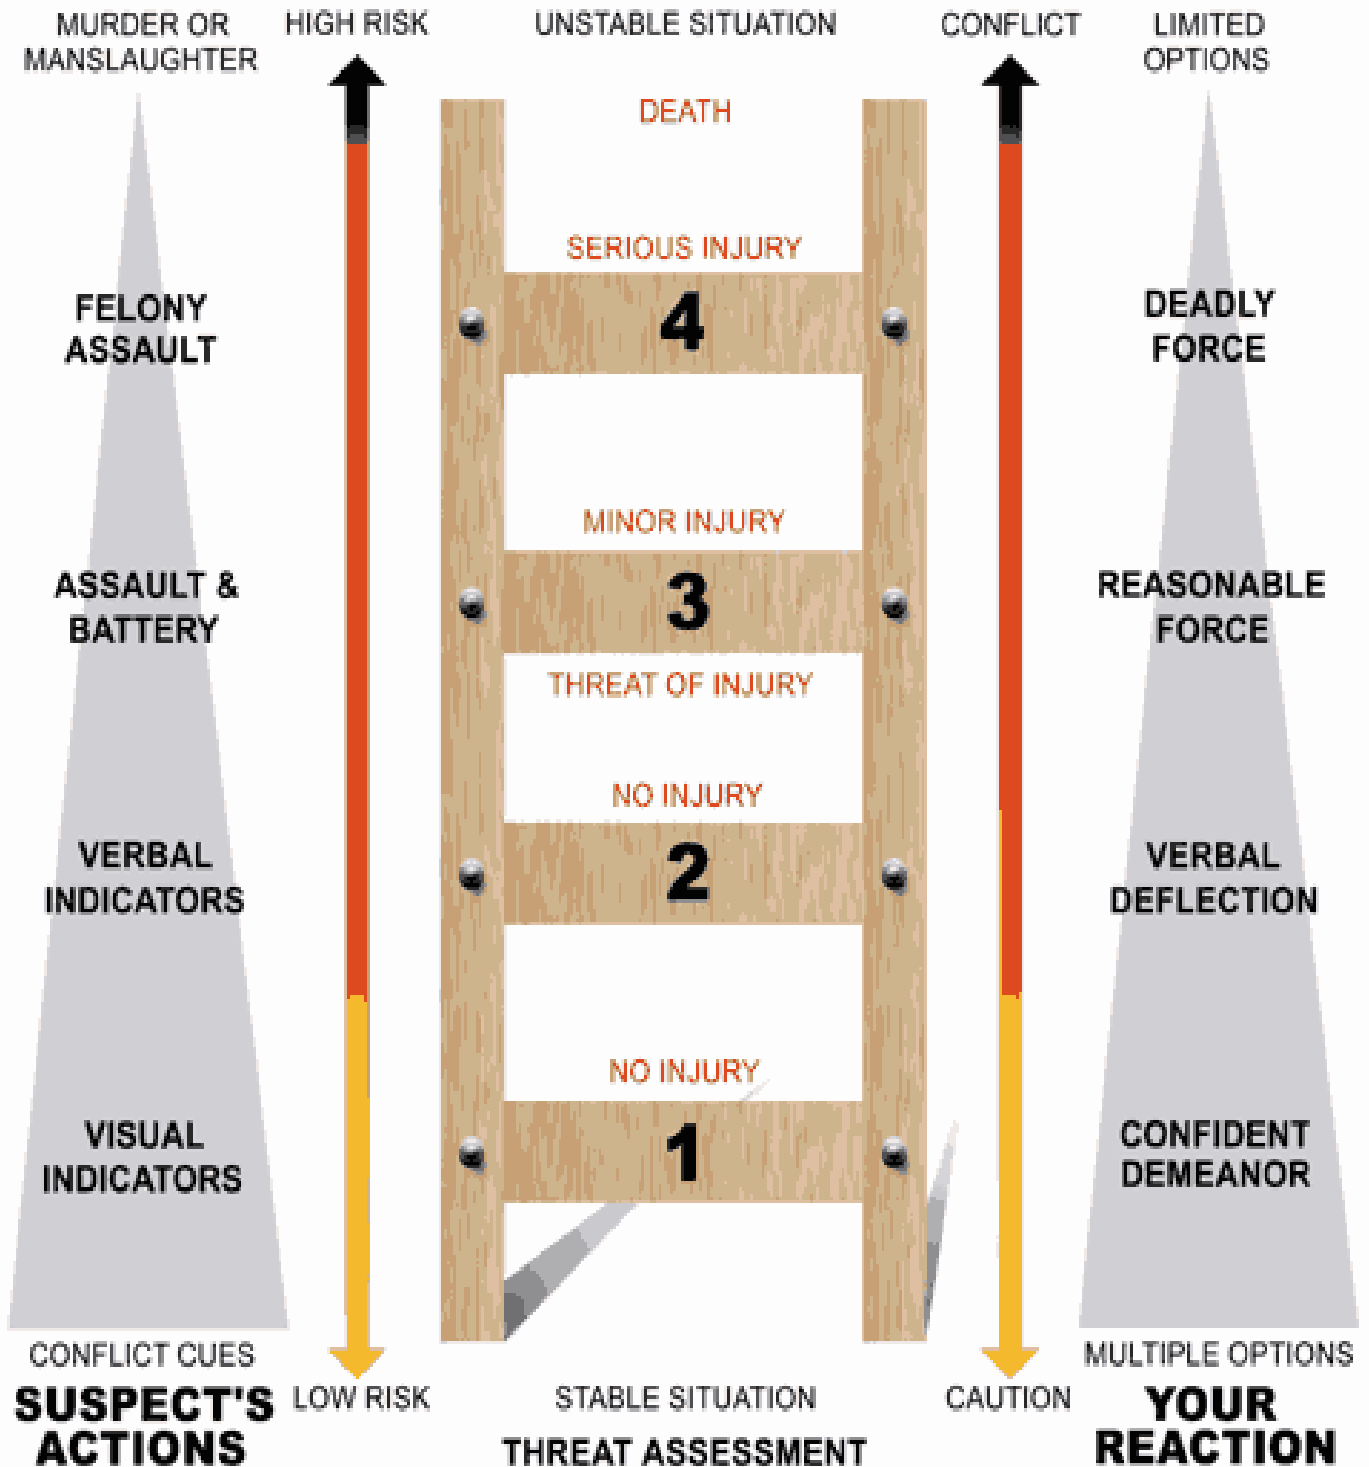 MURDER OR
MANSLAUGHTER
HIGH RISK
UNSTABLE SITUATION
CONFLICT
LIMITED
OPTIONS
DEATH
SERIOUS INJURY
FELONY
ASSAULT
4
DEADLY
FORCE
MINOR INJURY
ASSAULT &
BATTERY
3
REASONABLE
FORCE
THREAT OF INJURY
NO INJURY
VERBAL
INDICATORS
2
VERBAL
DEFLECTION
NO INJURY
VISUAL
INDICATORS
1
CONFIDENT
DEMEANOR
CONFLICT CUES
SUSPECT'S
ACTIONS
LOW RISK
STABLE SITUATION
THREAT ASSESSMENT
CAUTION
MULTIPLE OPTIONS
YOUR
REACTION